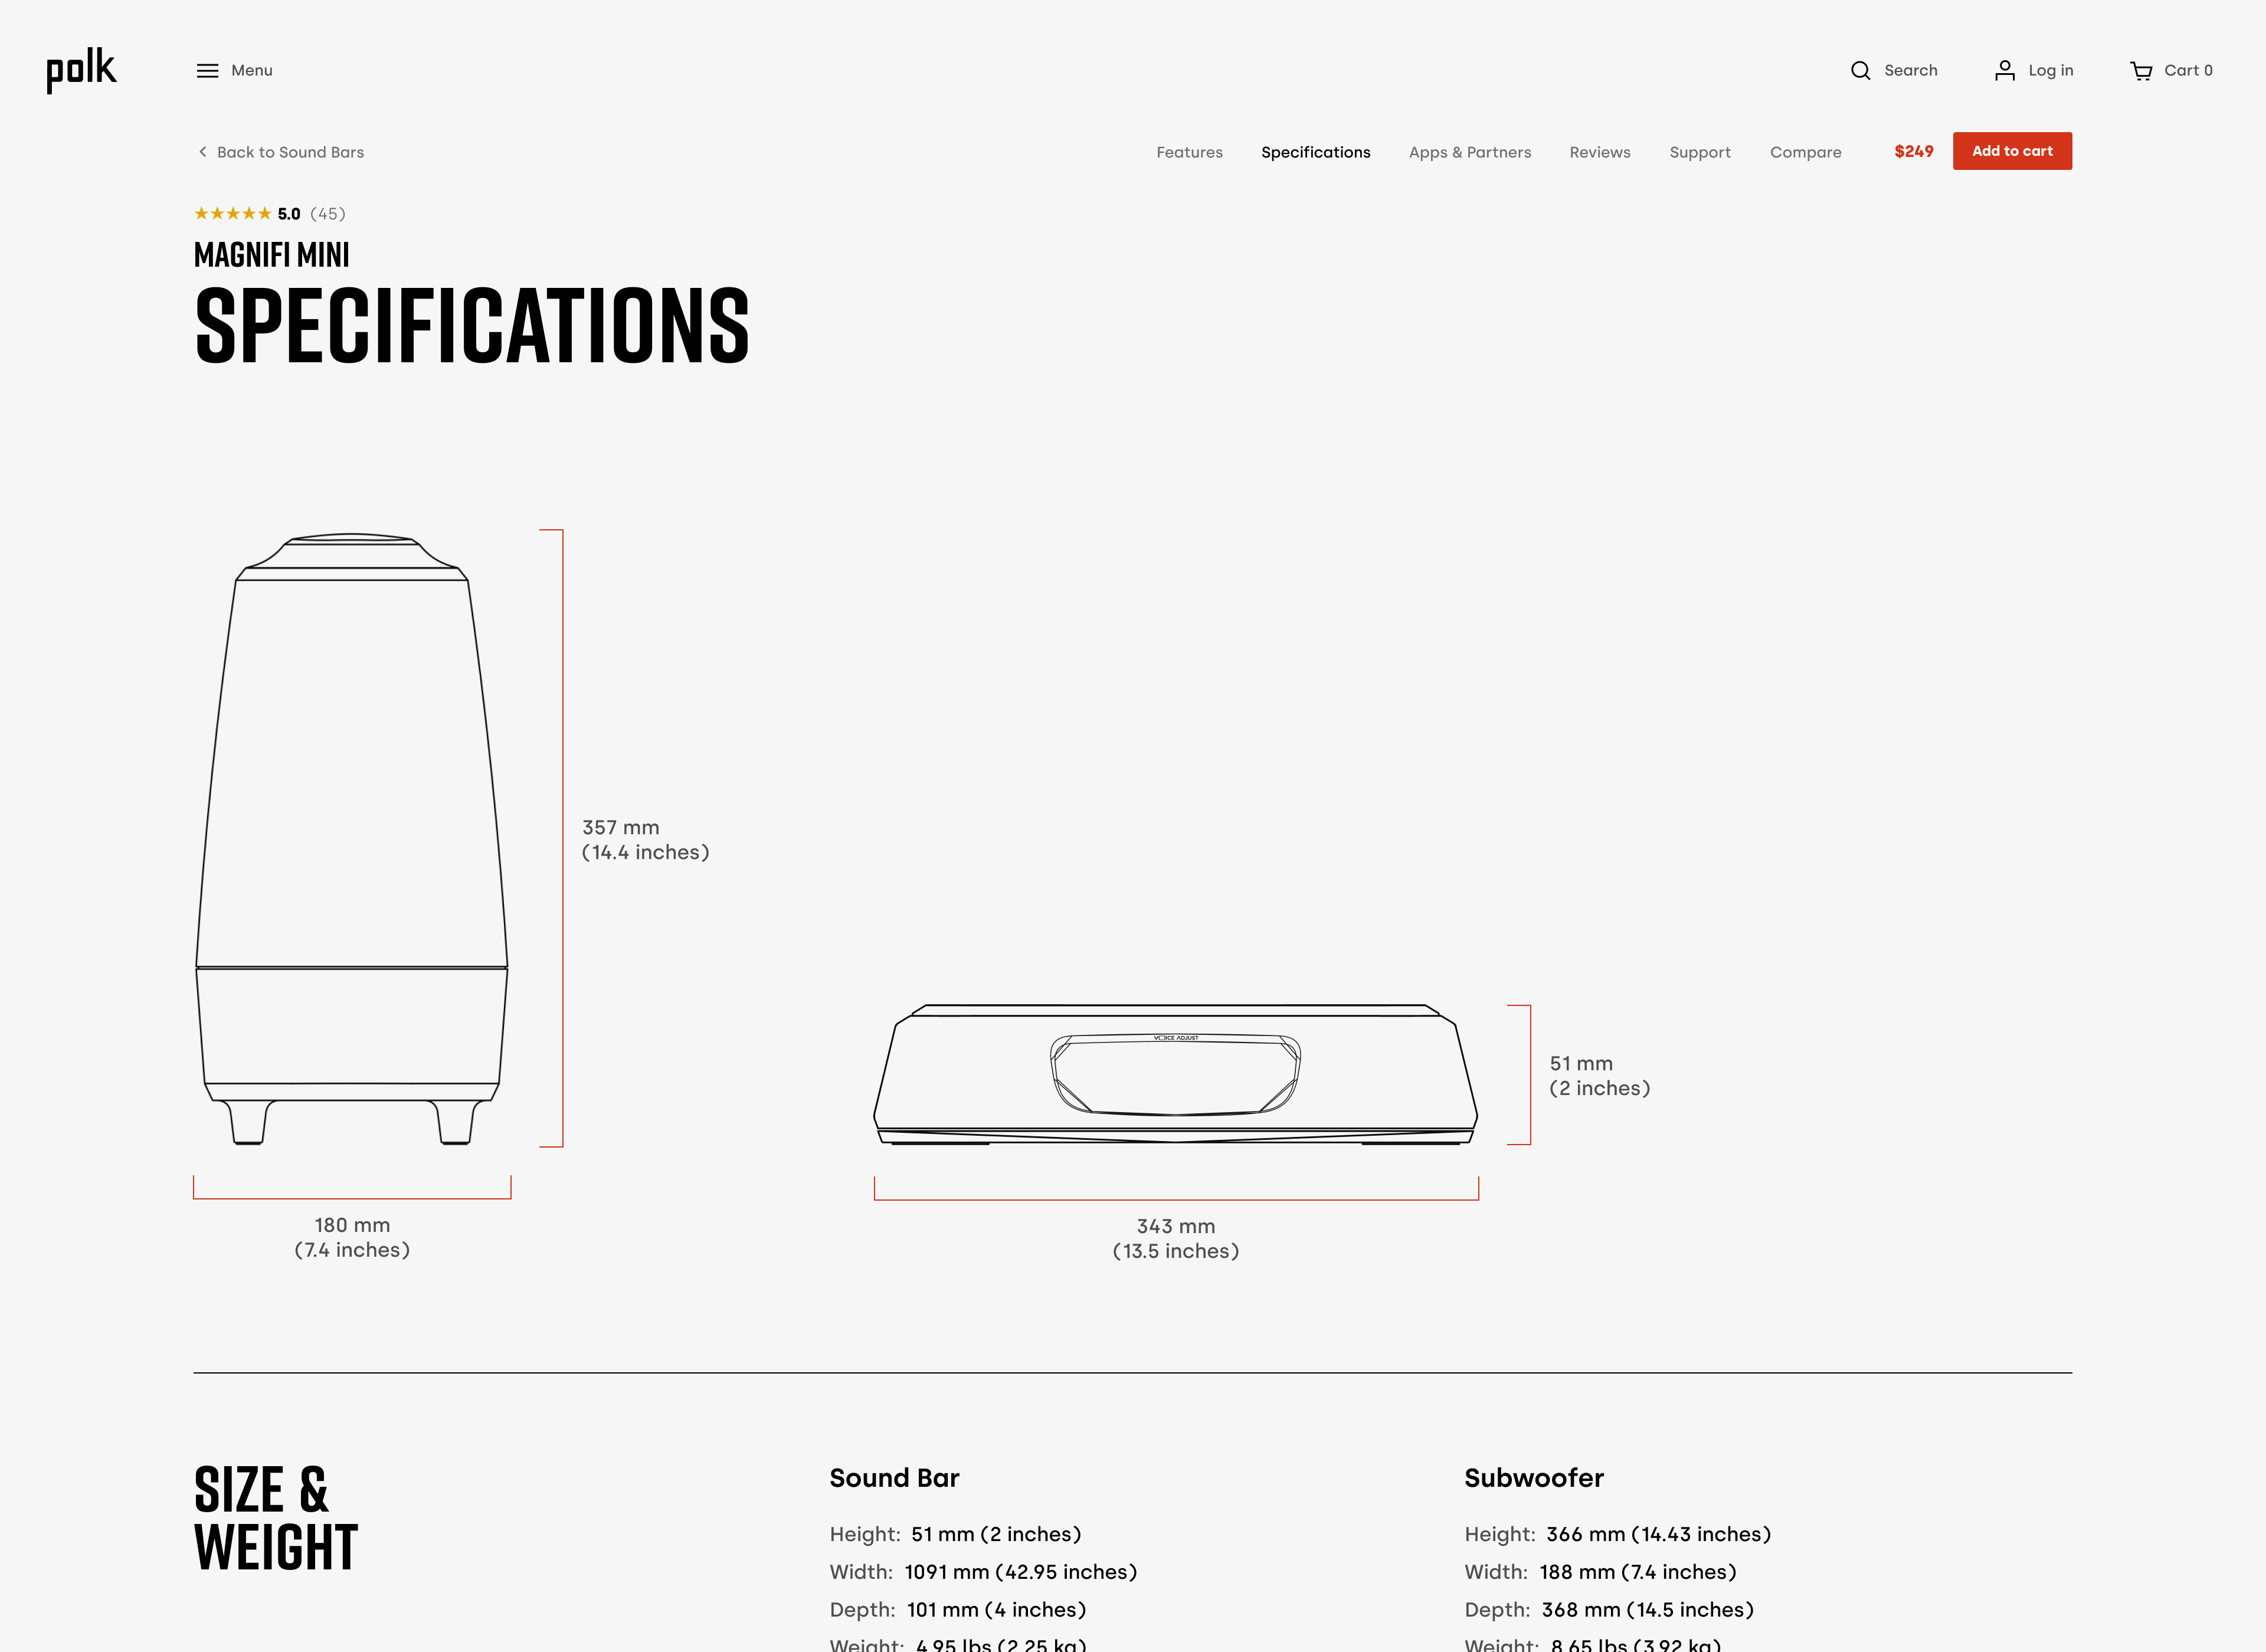 polk
Menu
Search
Log in
Cart 0
Back to Sound Bars
Features
Specifications
Apps & Partners
Reviews
Support
Compare
$249
Add to cart
★★★★★ 5.0 (45)
MAGNIFI MINI
SPECIFICATIONS
357 mm
(14.4 inches)
VOICE ADJUST
51 mm
(2 inches)
180 mm
(7.4 inches)
343 mm
(13.5 inches)
SIZE &
WEIGHT
Sound Bar
Height: 51 mm (2 inches)
Width: 1091 mm (42.95 inches)
Depth: 101 mm (4 inches)
Weight: 4.95 lbs (2.25 kg)
Subwoofer
Height: 366 mm (14.43 inches)
Width: 188 mm (7.4 inches)
Depth: 368 mm (14.5 inches)
Weight: 8.65 lbs (3.92 kg)